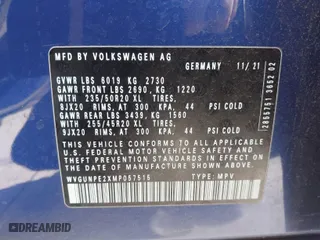 MFD.BY VOLKSWAGEN AG
GERMANY 11/21
GVWR LBS 6019 KG 2730
GAWR FRONT LBS 2690, KG 1220
WITH 235/50R20 XL TIRES,
8JX20 RIMS, AT 300 KPA, 44 PSI COLD
GAWR REAR LBS 3439, KG 1560
WITH 255/45R20 XL TIRES,
9JX20 RIMS, AT 300 KPA, 44 PSI COLD
THIS VEHICLE CONFORMS TO ALL APPLICABLE
FEDERAL MOTOR VEHICLE SAFETY AND
THEFT PREVENTION STANDARDS IN
EFFECT ON THE DATE OF MANUFACTURE
SHOWN ABOVE.
WVGUNPE2XMP057516 TYPE: MPV